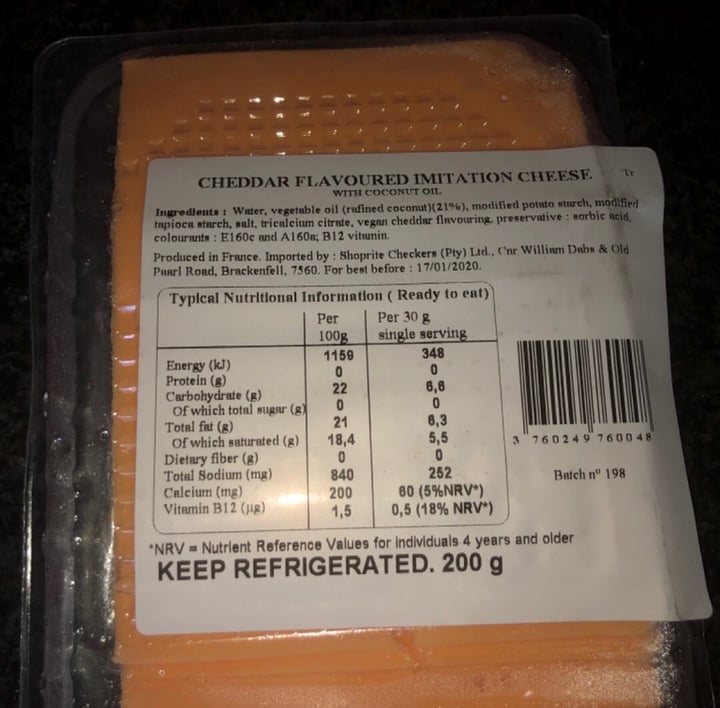 CHEDDAR FLAVOURED IMITATION CHEESE
WITH COCONUT OIL
Ingredients : Water, vegetable oil (rafined coconut)(21%), modified potato starch, modified
tapioca starch, salt, tricalcium citrate, vegan cheddar flavouring, preservative : sorbic acid,
colourants : E160c and A160a; B12 vitamin.
Produced in France. Imported by : Shoprite Checkers (Pty) Ltd., Cnr William Dabs & Old
Paarl Road, Brackenfell, 7560. For best before : 17/01/2020.
Typical Nutritional Information ( Ready to eat)
Per 100g Per 30 g single serving
Energy (kJ) 1159 348
Protein (g) 0 0
Carbohydrate (g) 22 6,6
Of which total sugar (g) 0 0
Total fat (g) 21 6,3
Of which saturated (g) 18,4 5,5
Dietary fiber (g) 0 0
Total Sodium (mg) 840 252
Calcium (mg) 200 60 (5%NRV*)
Vitamin B12 (µg) 1,5 0,5 (18% NRV*)
3 760249 760048
Batch n° 198
*NRV = Nutrient Reference Values for individuals 4 years and older
KEEP REFRIGERATED. 200 g